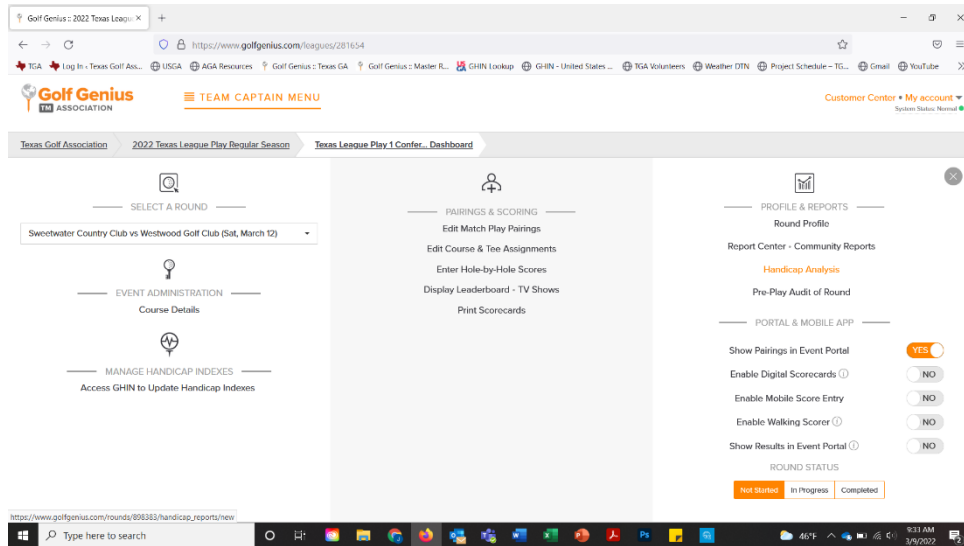 Golf Genius :: 2022 Texas Leagu
https://www.golfgenius.com/leagues/281654
TGA
Log In ‹ Texas Golf Ass...
USGA
AGA Resources
Golf Genius :: Texas GA
Golf Genius :: Master R...
GHIN Lookup
GHIN - United States ...
TGA Volunteers
Weather DTN
Project Schedule – TG...
Gmail
YouTube
Golf Genius
TM ASSOCIATION
TEAM CAPTAIN MENU
Customer Center • My account
System Status: Normal
Texas Golf Association
2022 Texas League Play Regular Season
Texas League Play 1 Confer... Dashboard
SELECT A ROUND
Sweetwater Country Club vs Westwood Golf Club (Sat, March 12)
EVENT ADMINISTRATION
Course Details
MANAGE HANDICAP INDEXES
Access GHIN to Update Handicap Indexes
PAIRINGS & SCORING
Edit Match Play Pairings
Edit Course & Tee Assignments
Enter Hole-by-Hole Scores
Display Leaderboard - TV Shows
Print Scorecards
PROFILE & REPORTS
Round Profile
Report Center - Community Reports
Handicap Analysis
Pre-Play Audit of Round
PORTAL & MOBILE APP
Show Pairings in Event Portal YES
Enable Digital Scorecards NO
Enable Mobile Score Entry NO
Enable Walking Scorer NO
Show Results in Event Portal NO
ROUND STATUS
Not Started In Progress Completed
https://www.golfgenius.com/rounds/898383/handicap_reports/new
Type here to search
46°F
9:33 AM
3/9/2022